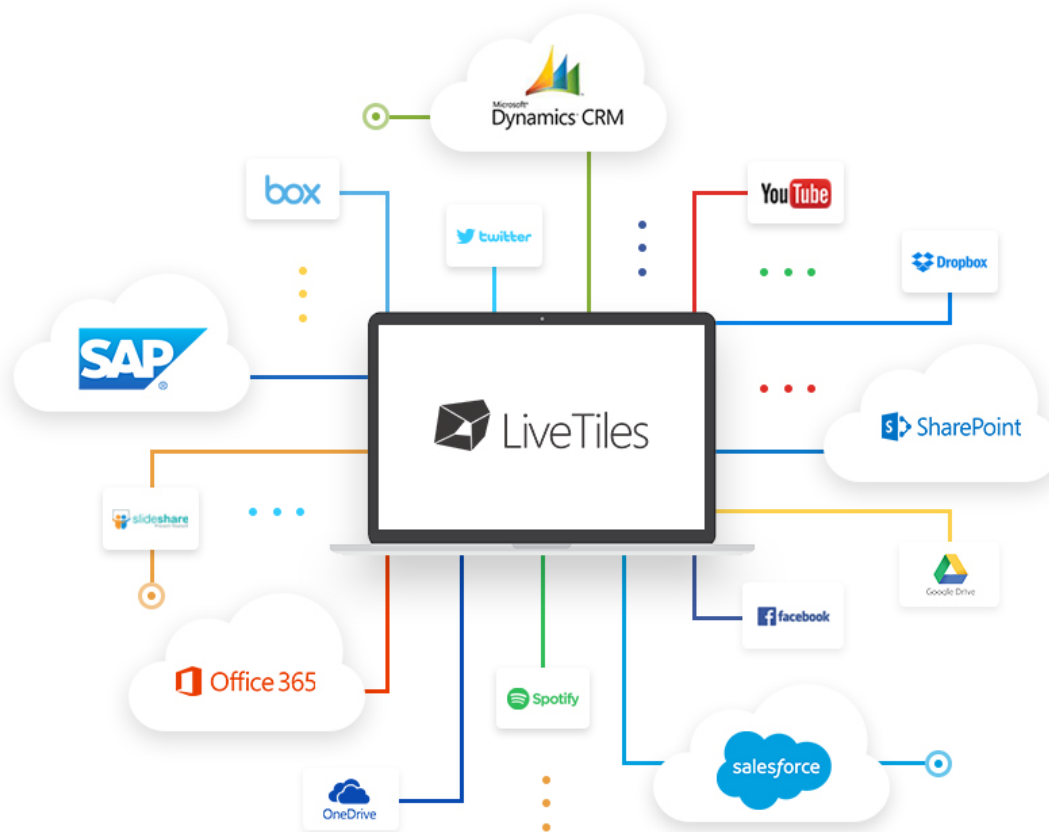 Microsoft®
Dynamics CRM
box
YouTube
twitter
Dropbox
SAP®
LiveTiles
S SharePoint
slideshare
Google Drive
facebook
Office 365
Spotify
salesforce
OneDrive